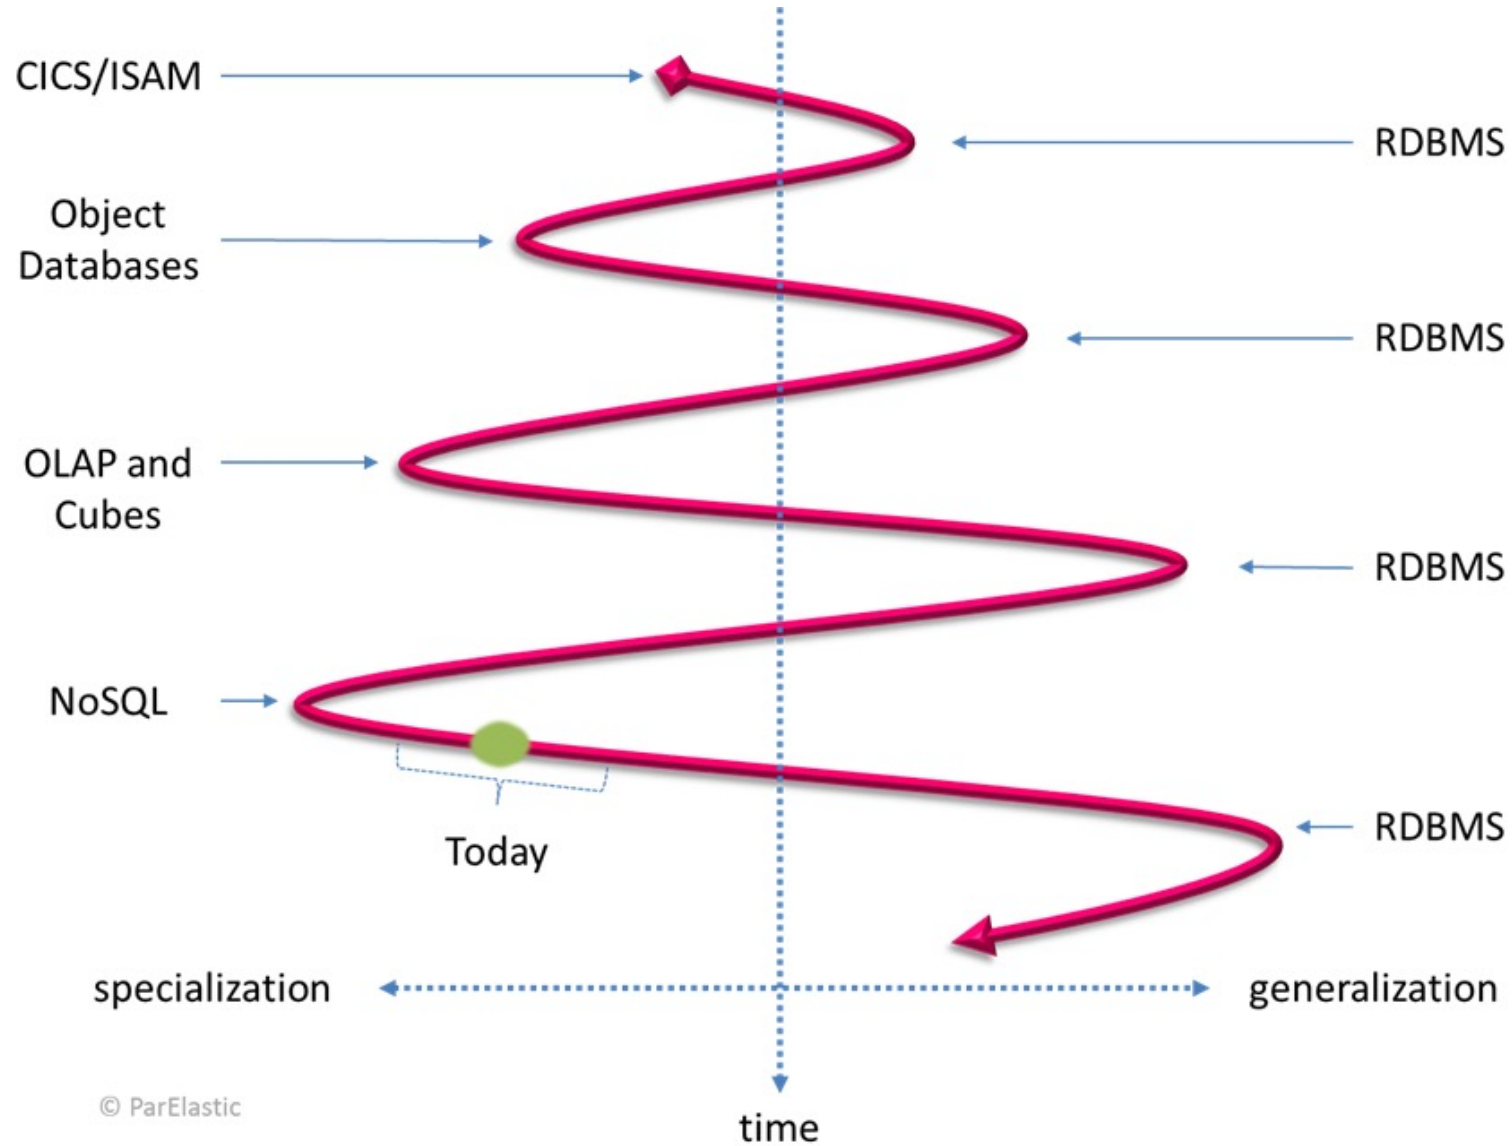 CICS/ISAM
RDBMS
Object
Databases
RDBMS
OLAP and
Cubes
RDBMS
NoSQL
Today
RDBMS
specialization
generalization
© ParElastic
time